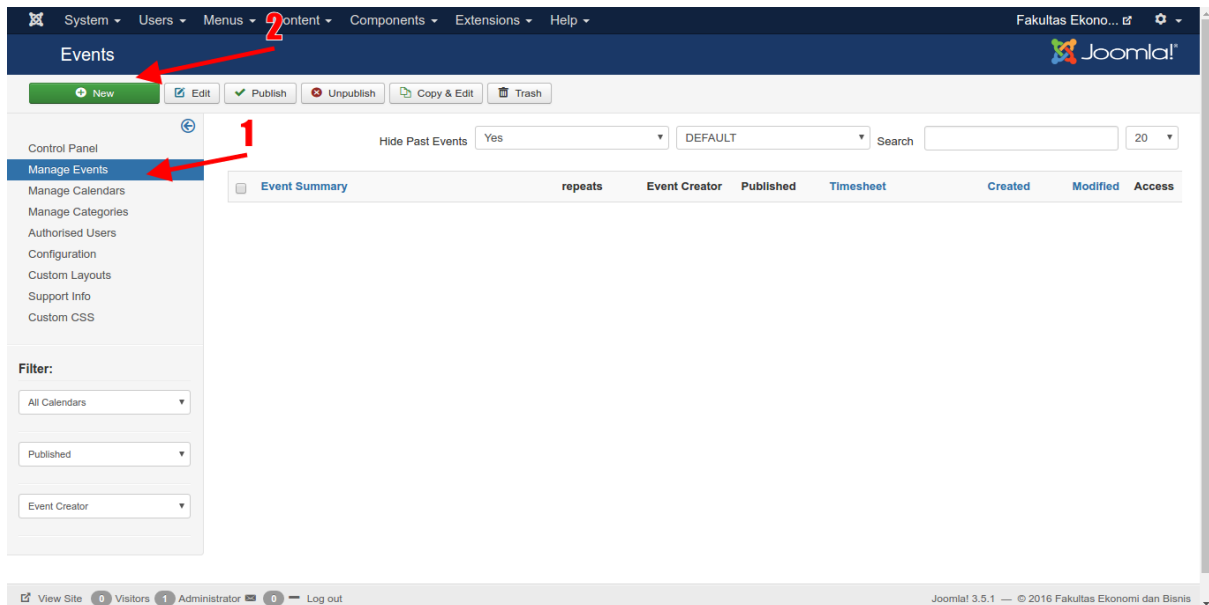 System Users Menus Content Components Extensions Help Fakultas Ekono...
2
Events Joomla!
New Edit Publish Unpublish Copy & Edit Trash
1
Hide Past Events Yes DEFAULT Search 20
Control Panel
Manage Events
Manage Calendars
Manage Categories
Authorised Users
Configuration
Custom Layouts
Support Info
Custom CSS
Event Summary repeats Event Creator Published Timesheet Created Modified Access
Filter:
All Calendars
Published
Event Creator
View Site 0 Visitors 1 Administrator 0 Log out Joomla! 3.5.1 — © 2016 Fakultas Ekonomi dan Bisnis